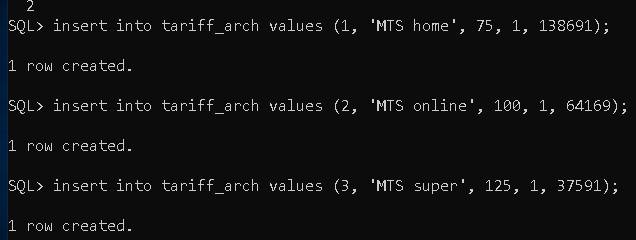 2
SQL> insert into tariff_arch values (1, 'MTS home', 75, 1, 138691);
1 row created.
SQL> insert into tariff_arch values (2, 'MTS online', 100, 1, 64169);
1 row created.
SQL> insert into tariff_arch values (3, 'MTS super', 125, 1, 37591);
1 row created.